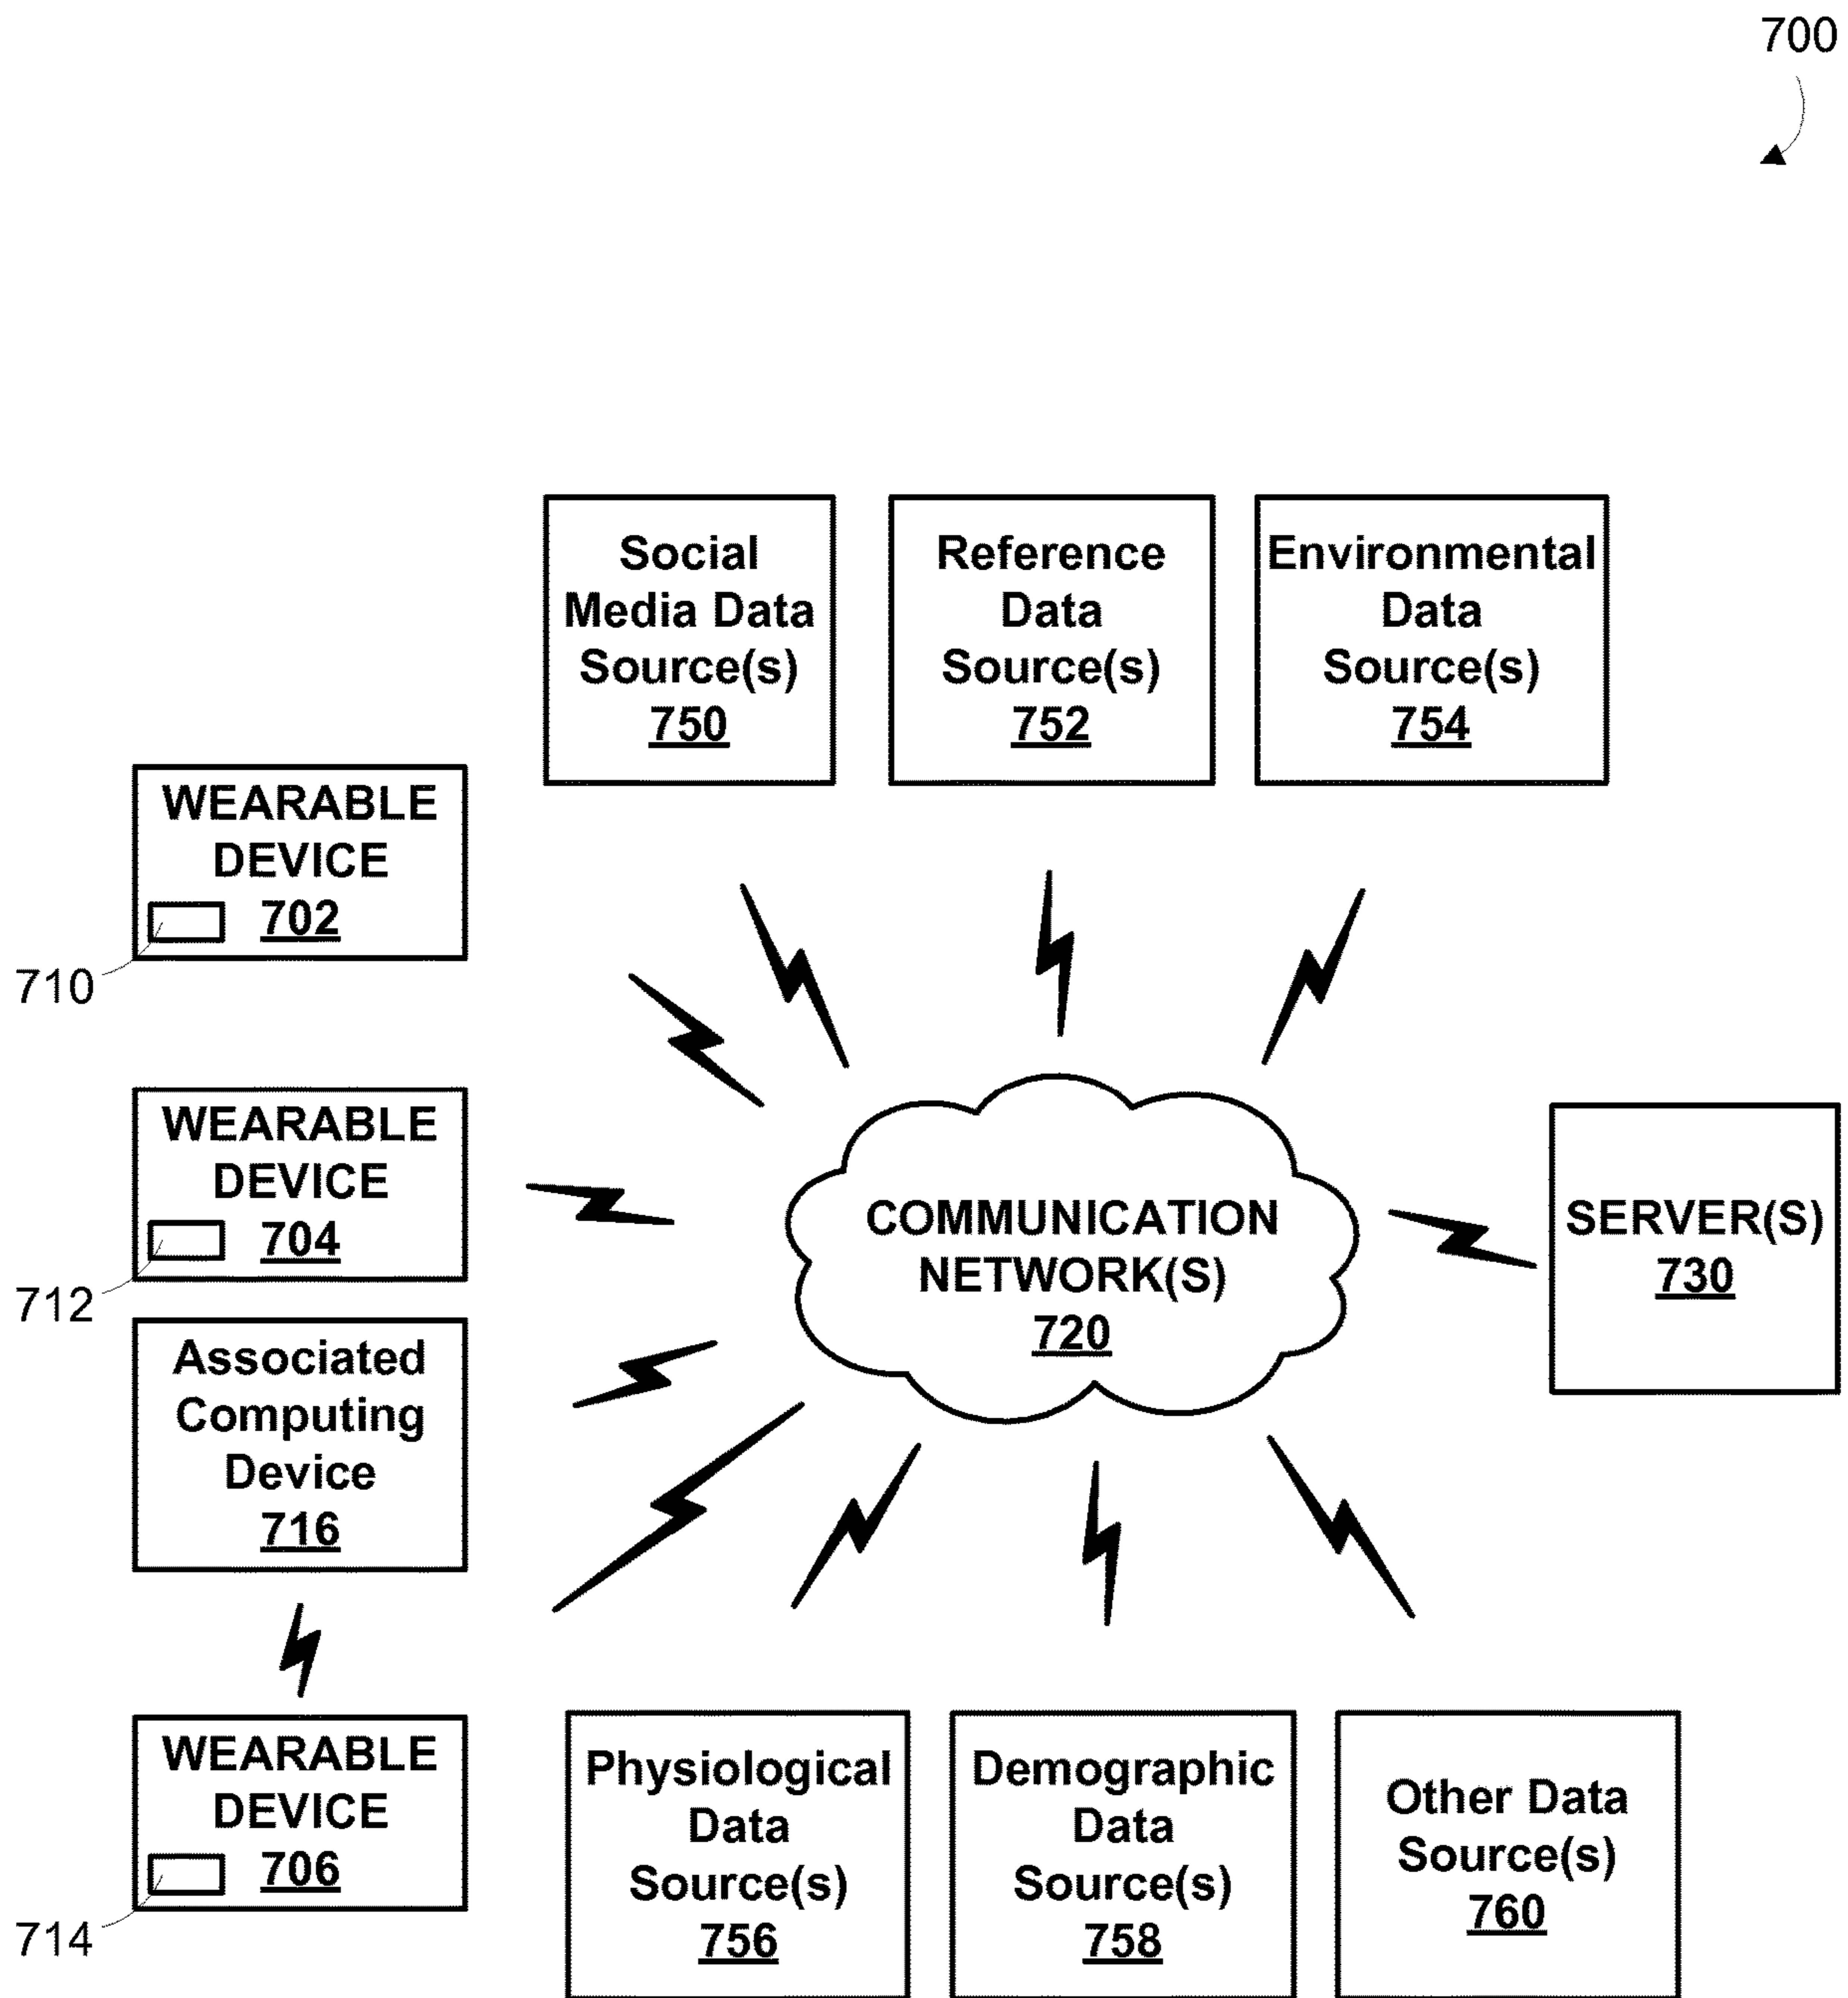 700
Social
Media Data
Source(s)
750
Reference
Data
Source(s)
752
Environmental
Data
Source(s)
754
WEARABLE
DEVICE
702
710
WEARABLE
DEVICE
704
712
COMMUNICATION
NETWORK(S)
720
SERVER(S)
730
Associated
Computing
Device
716
WEARABLE
DEVICE
706
714
Physiological
Data
Source(s)
756
Demographic
Data
Source(s)
758
Other Data
Source(s)
760